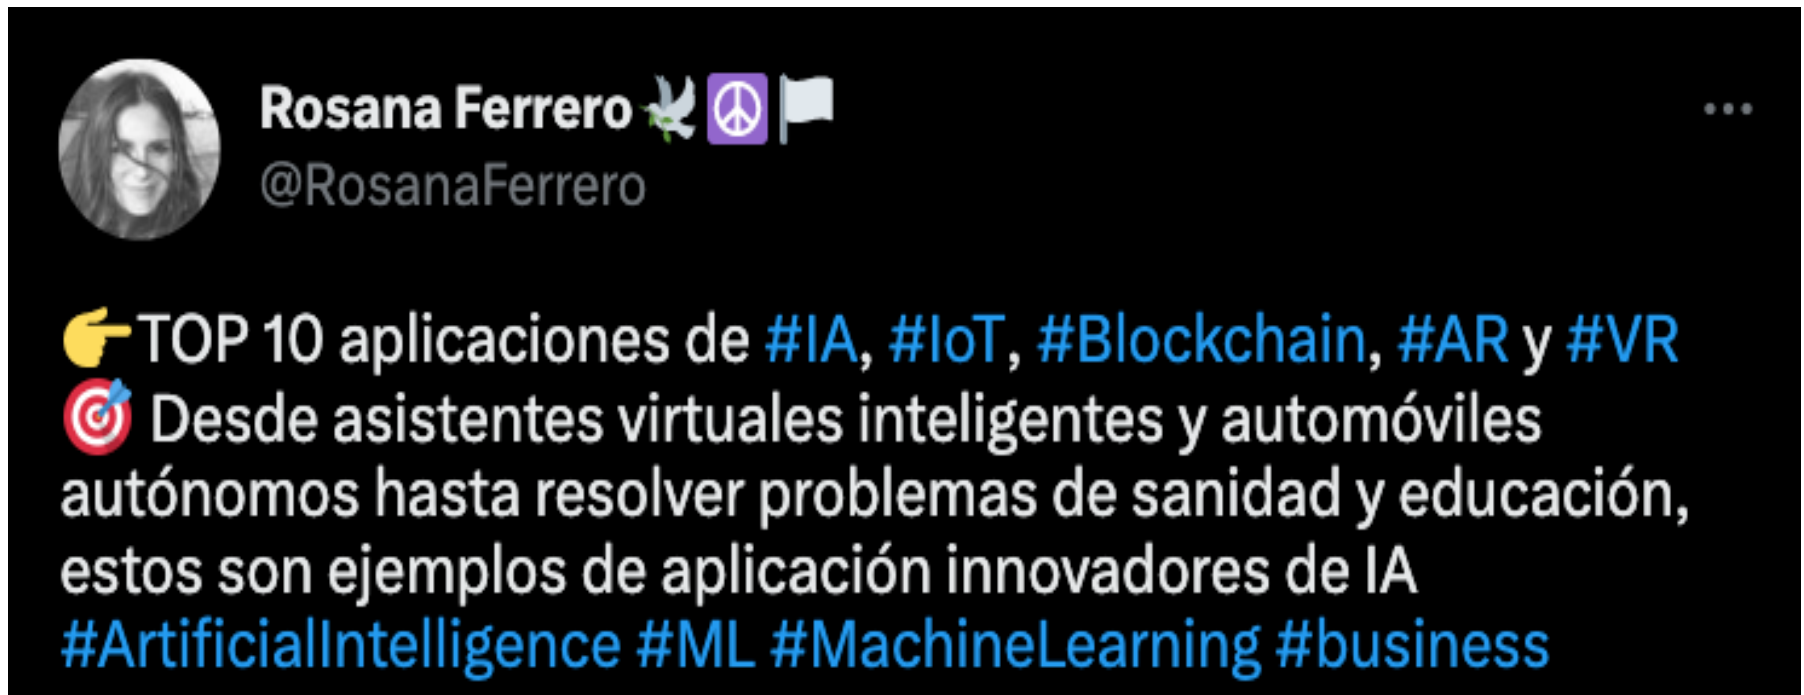 Rosana Ferrero🕊️☮️🏳️
@RosanaFerrero
👉TOP 10 aplicaciones de #IA, #IoT, #Blockchain, #AR y #VR
🎯 Desde asistentes virtuales inteligentes y automóviles
autónomos hasta resolver problemas de sanidad y educación,
estos son ejemplos de aplicación innovadores de IA
#ArtificialIntelligence #ML #MachineLearning #business